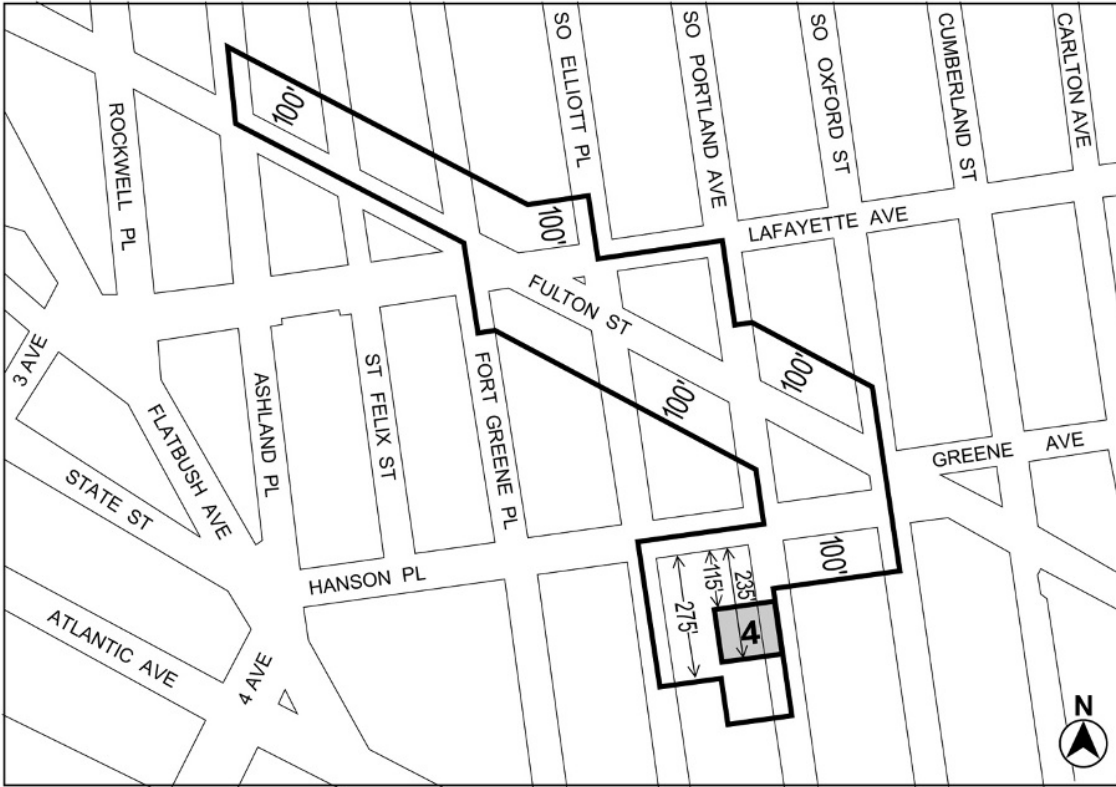 SO ELLIOTT PL
SO PORTLAND AVE
SO OXFORD ST
CUMBERLAND ST
CARLTON AVE
ROCKWELL PL
100'
100'
LAFAYETTE AVE
FULTON ST
3 AVE
ST FELIX ST
FORT GREENE PL
100'
100'
ASHLAND PL
FLATBUSH AVE
GREENE AVE
STATE ST
HANSON PL
100'
115'
235'
275'
4
ATLANTIC AVE
4 AVE
N